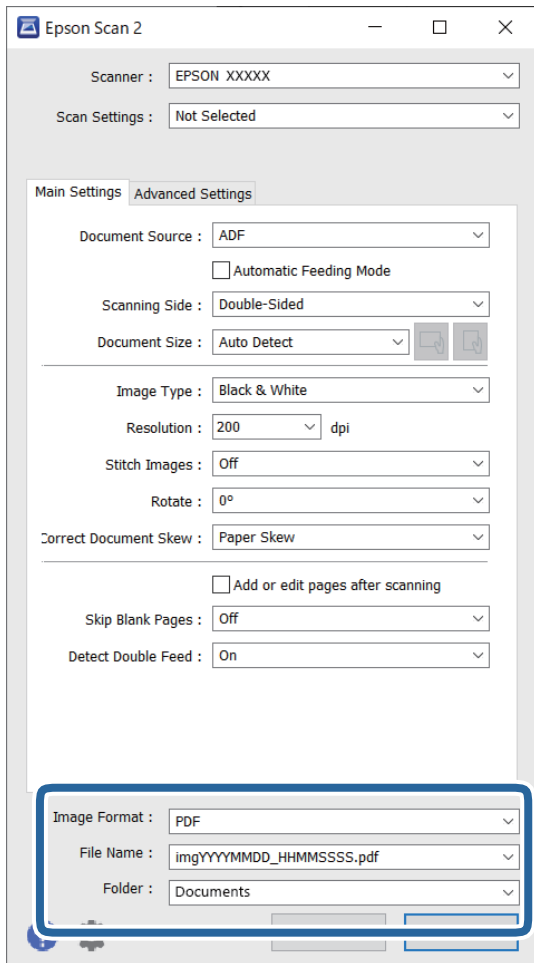 Epson Scan 2
Scanner :
EPSON XXXXX
Scan Settings :
Not Selected
Main Settings
Advanced Settings
Document Source :
ADF
Automatic Feeding Mode
Scanning Side :
Double-Sided
Document Size :
Auto Detect
Image Type :
Black & White
Resolution :
200
dpi
Stitch Images :
Off
Rotate :
0°
Correct Document Skew :
Paper Skew
Add or edit pages after scanning
Skip Blank Pages :
Off
Detect Double Feed :
On
Image Format :
PDF
File Name :
imgYYYYMMDD_HHMMSSSS.pdf
Folder :
Documents